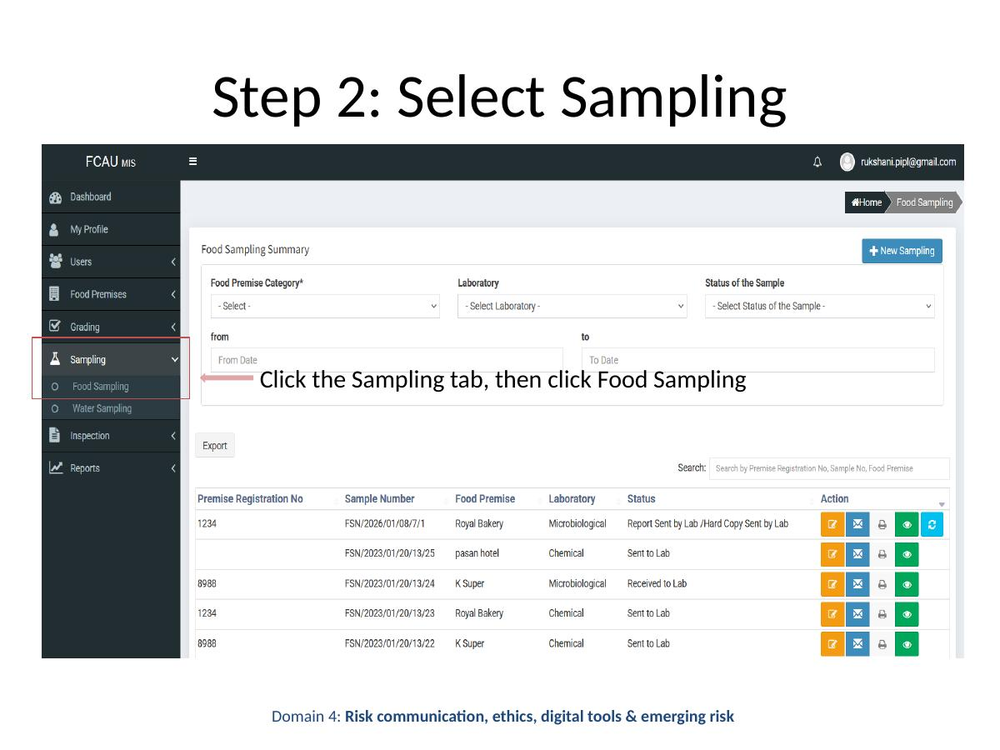 Step 2: Select Sampling
FCAU MIS
rukshani.pipl@gmail.com
Dashboard
Home Food Sampling
My Profile
Food Sampling Summary
New Sampling
Users
Food Premise Category* Laboratory Status of the Sample
Food Premises
- Select - - Select Laboratory - - Select Status of the Sample -
Grading
from to
Sampling
From Date To Date
Click the Sampling tab, then click Food Sampling
Food Sampling
Water Sampling
Inspection
Export
Reports
Search: Search by Premise Registration No, Sample No, Food Premise
Premise Registration No Sample Number Food Premise Laboratory Status Action
1234 FSN/2026/01/08/7/1 Royal Bakery Microbiological Report Sent by Lab /Hard Copy Sent by Lab
FSN/2023/01/20/13/25 pasan hotel Chemical Sent to Lab
8988 FSN/2023/01/20/13/24 K Super Microbiological Received to Lab
1234 FSN/2023/01/20/13/23 Royal Bakery Chemical Sent to Lab
8988 FSN/2023/01/20/13/22 K Super Chemical Sent to Lab
Domain 4: Risk communication, ethics, digital tools & emerging risk